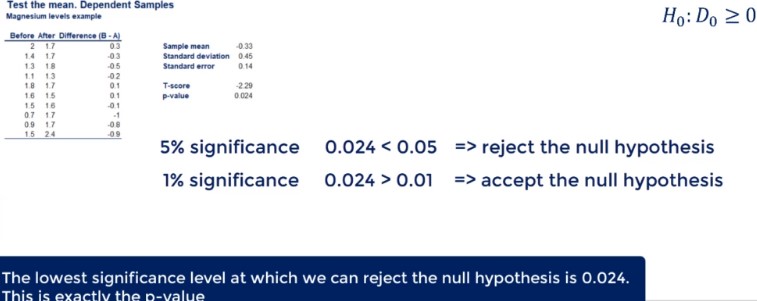 Test the mean. Dependent Samples
Magnesium levels example
H₀: D₀ ≥ 0
Before After Difference (B - A)
2 1.7 0.3
1.4 1.7 -0.3
1.3 1.8 -0.5
1.1 1.3 -0.2
1.8 1.7 0.1
1.6 1.5 0.1
1.5 1.6 -0.1
0.7 1.7 -1
0.9 1.7 -0.8
1.5 2.4 -0.9
Sample mean -0.33
Standard deviation 0.45
Standard error 0.14
T-score -2.29
p-value 0.024
5% significance 0.024 < 0.05 => reject the null hypothesis
1% significance 0.024 > 0.01 => accept the null hypothesis
The lowest significance level at which we can reject the null hypothesis is 0.024.
This is exactly the p-value